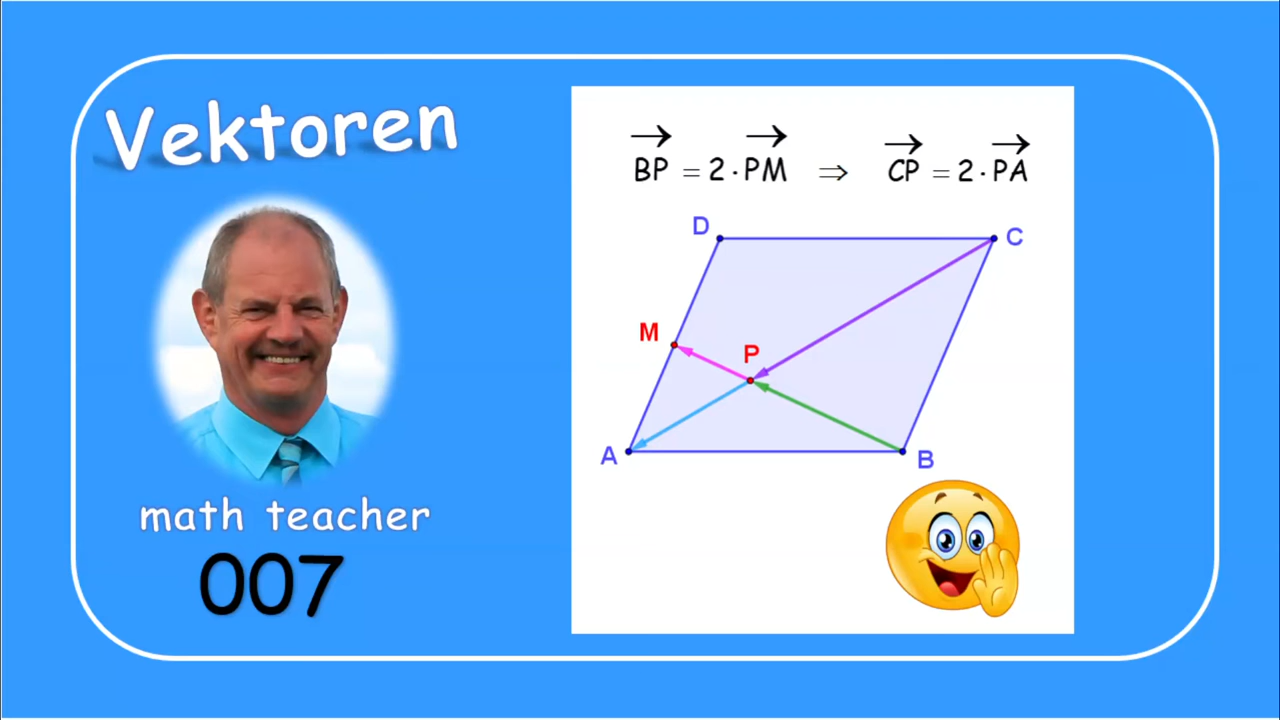 Vektoren
math teacher
007
BP = 2 · PM ⇒ CP = 2 · PA
D
C
M
P
A
B